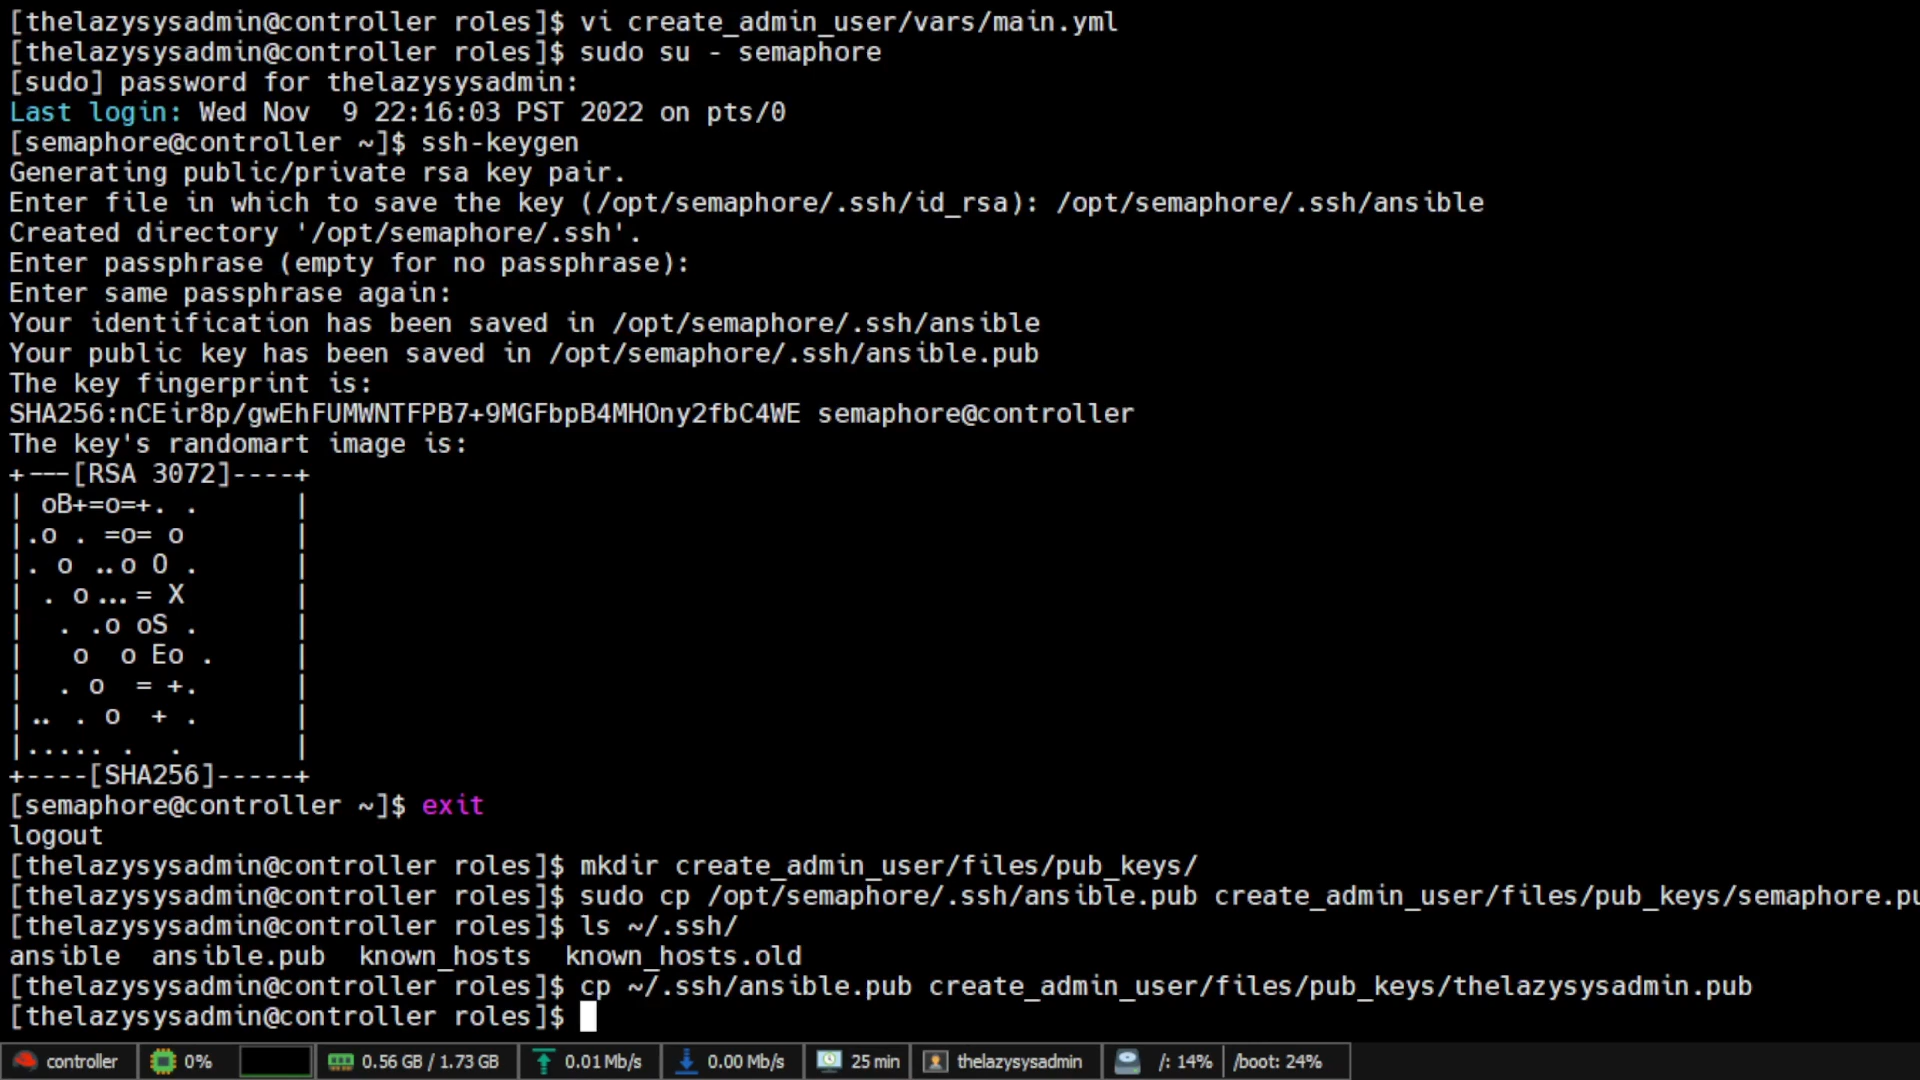 [thelazysysadmin@controller roles]$ vi create_admin_user/vars/main.yml
[thelazysysadmin@controller roles]$ sudo su - semaphore
[sudo] password for thelazysysadmin:
Last login: Wed Nov  9 22:16:03 PST 2022 on pts/0
[semaphore@controller ~]$ ssh-keygen
Generating public/private rsa key pair.
Enter file in which to save the key (/opt/semaphore/.ssh/id_rsa): /opt/semaphore/.ssh/ansible
Created directory '/opt/semaphore/.ssh'.
Enter passphrase (empty for no passphrase):
Enter same passphrase again:
Your identification has been saved in /opt/semaphore/.ssh/ansible
Your public key has been saved in /opt/semaphore/.ssh/ansible.pub
The key fingerprint is:
SHA256:nCEir8p/gwEhFUMWNTFPB7+9MGFbpB4MHOny2fbC4WE semaphore@controller
The key's randomart image is:
+---[RSA 3072]----+
| oB+=o=+. .      |
|.o . =o= o       |
|. o ..o O .      |
| . o...= X       |
|  . .o oS .      |
|   o  o Eo .     |
|  . o  = +.      |
|.. . o  + .      |
|..... .  .       |
+----[SHA256]-----+
[semaphore@controller ~]$ exit
logout
[thelazysysadmin@controller roles]$ mkdir create_admin_user/files/pub_keys/
[thelazysysadmin@controller roles]$ sudo cp /opt/semaphore/.ssh/ansible.pub create_admin_user/files/pub_keys/semaphore.pu
[thelazysysadmin@controller roles]$ ls ~/.ssh/
ansible  ansible.pub  known_hosts  known_hosts.old
[thelazysysadmin@controller roles]$ cp ~/.ssh/ansible.pub create_admin_user/files/pub_keys/thelazysysadmin.pub
[thelazysysadmin@controller roles]$
controller 0% 0.56 GB / 1.73 GB 0.01 Mb/s 0.00 Mb/s 25 min thelazysysadmin /: 14% /boot: 24%